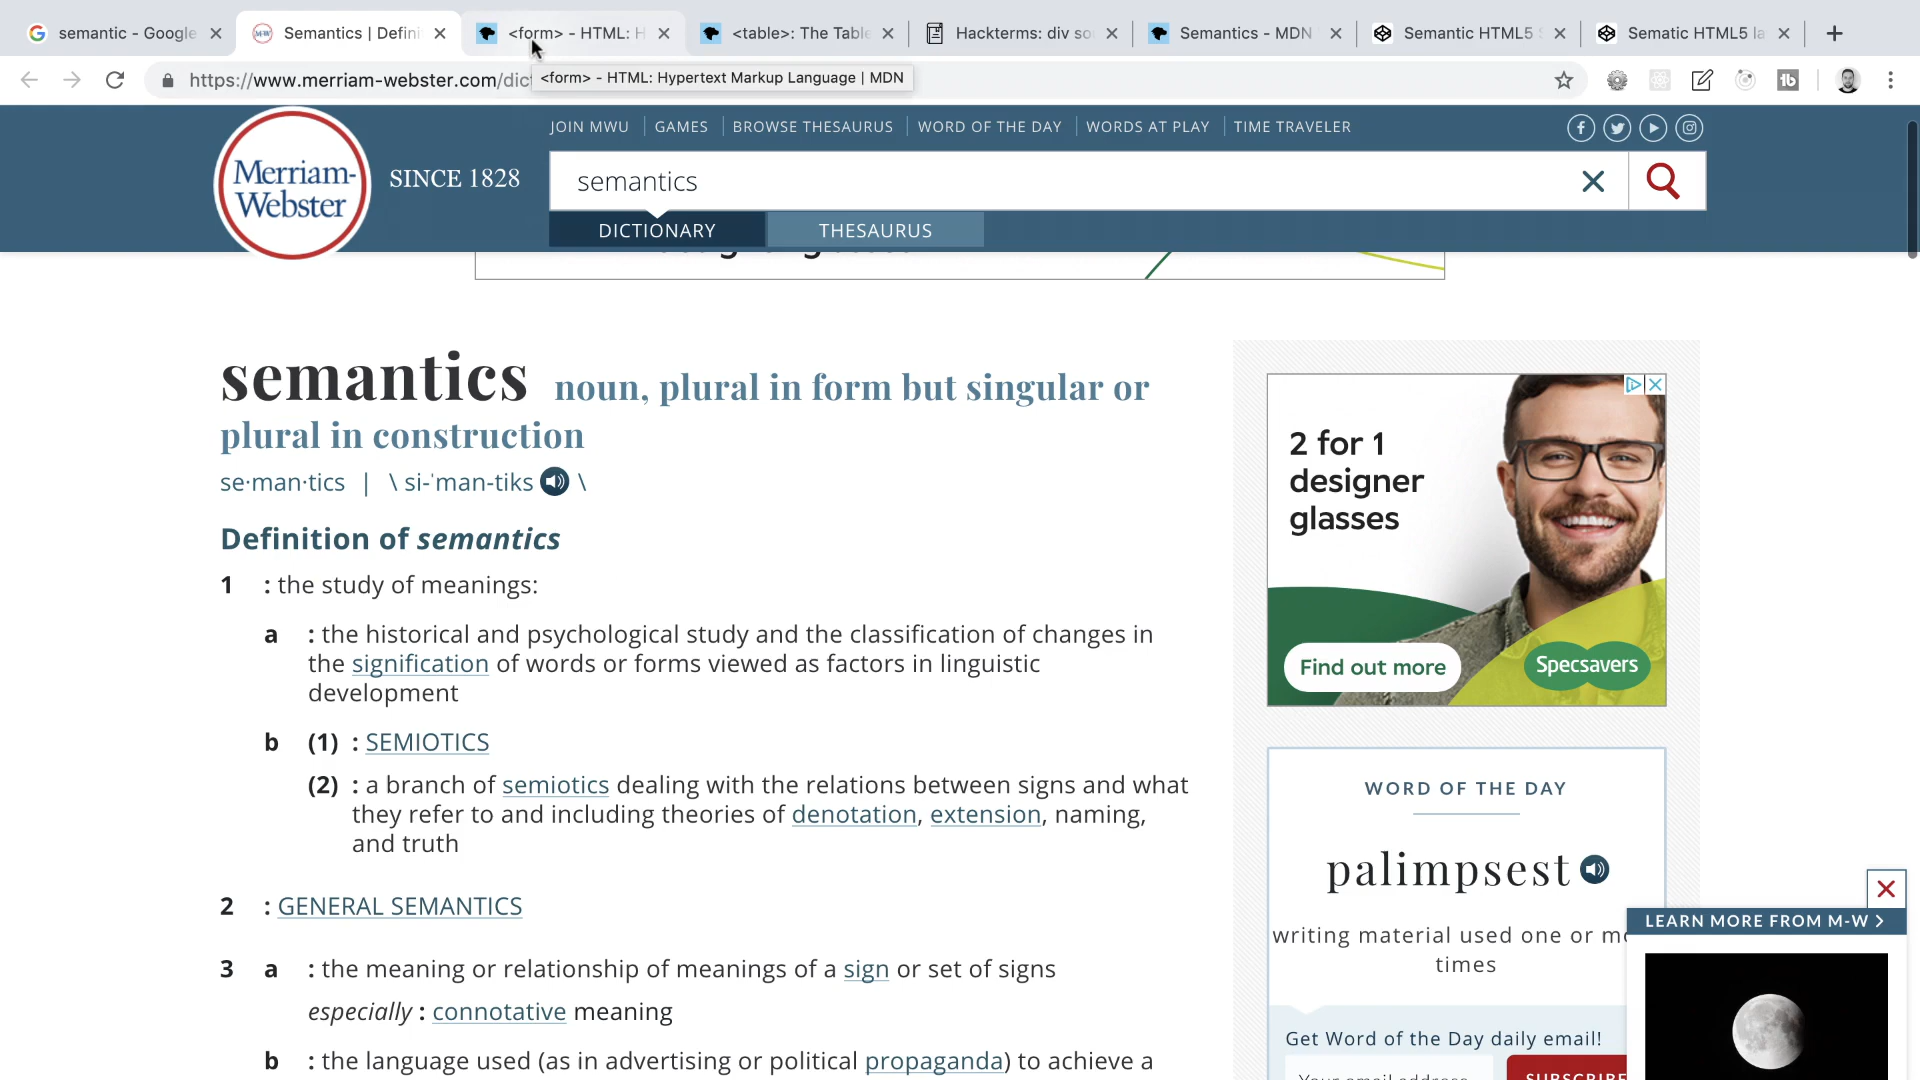 semantic - Google
Semantics | Defini
<form> - HTML: H
<table>: The Table
Hackterms: div so
Semantics - MDN
Semantic HTML5 S
Sematic HTML5 la
https://www.merriam-webster.com/dic
<form> - HTML: Hypertext Markup Language | MDN
JOIN MWU
GAMES
BROWSE THESAURUS
WORD OF THE DAY
WORDS AT PLAY
TIME TRAVELER
Merriam-
Webster
SINCE 1828
semantics
DICTIONARY
THESAURUS
semantics noun, plural in form but singular or
plural in construction
se·man·tics | \ si-ˈman-tiks \
Definition of semantics
1 : the study of meanings:
a : the historical and psychological study and the classification of changes in
the signification of words or forms viewed as factors in linguistic
development
b (1) : SEMIOTICS
(2) : a branch of semiotics dealing with the relations between signs and what
they refer to and including theories of denotation, extension, naming,
and truth
2 : GENERAL SEMANTICS
3 a : the meaning or relationship of meanings of a sign or set of signs
especially : connotative meaning
b : the language used (as in advertising or political propaganda) to achieve a
2 for 1
designer
glasses
Find out more
Specsavers
WORD OF THE DAY
palimpsest
writing material used one or mo
times
Get Word of the Day daily email!
Your email address
SUBSCRIBE
LEARN MORE FROM M-W >